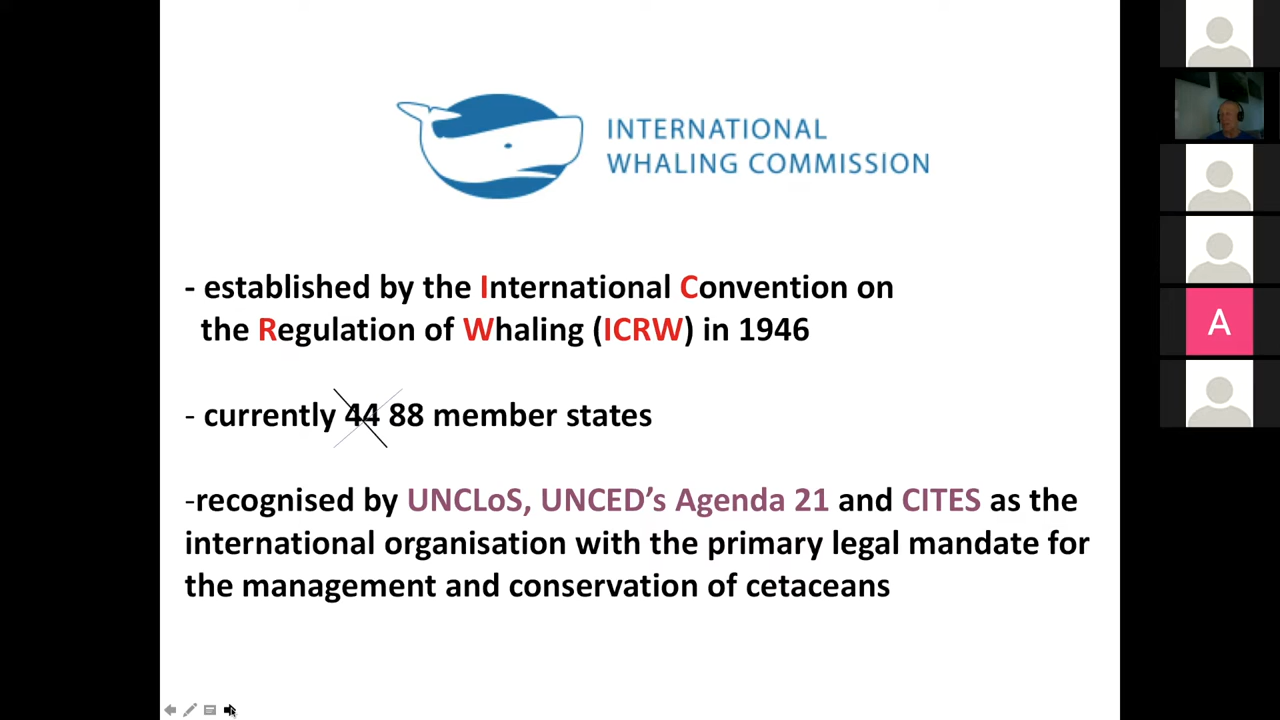 INTERNATIONAL
WHALING COMMISSION
- established by the International Convention on
the Regulation of Whaling (ICRW) in 1946
- currently 44 88 member states
-recognised by UNCLoS, UNCED’s Agenda 21 and CITES as the
international organisation with the primary legal mandate for
the management and conservation of cetaceans
A